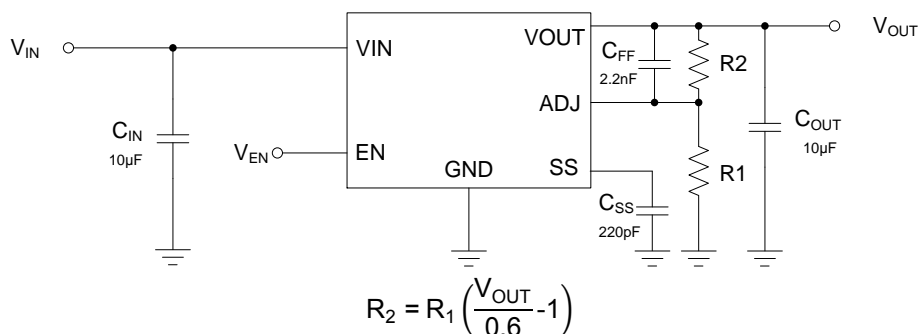 V_IN
VIN
VOUT
V_OUT
C_FF
2.2nF
R2
ADJ
C_IN
10µF
C_OUT
10µF
V_EN
EN
GND
SS
R1
C_SS
220pF
R_2 = R_1 (V_OUT/0.6 -1)